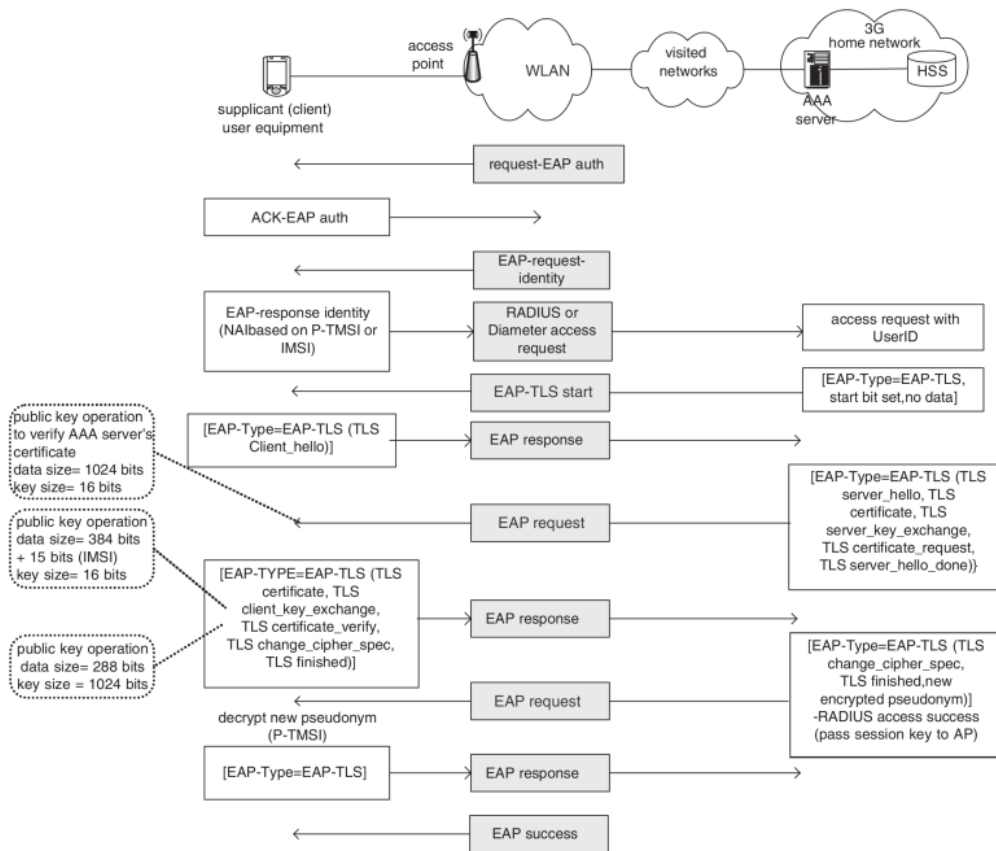 3G
home network
access
point
WLAN
visited
networks
HSS
AAA
server
supplicant (client)
user equipment
request-EAP auth
ACK-EAP auth
EAP-request-
identity
EAP-response identity
(NAIbased on P-TMSI or
IMSI)
RADIUS or
Diameter access
request
access request with
UserID
EAP-TLS start
[EAP-Type=EAP-TLS,
start bit set,no data]
public key operation
to verify AAA server's
certificate
data size= 1024 bits
key size= 16 bits
[EAP-Type=EAP-TLS (TLS
Client_hello)]
EAP response
EAP request
[EAP-Type=EAP-TLS (TLS
server_hello, TLS
certificate, TLS
server_key_exchange,
TLS certificate_request,
TLS server_hello_done)}
public key operation
data size= 384 bits
+ 15 bits (IMSI)
key size= 16 bits
[EAP-TYPE=EAP-TLS (TLS
certificate, TLS
client_key_exchange,
TLS certificate_verify,
TLS change_cipher_spec,
TLS finished)]
EAP response
public key operation
data size= 288 bits
key size = 1024 bits
[EAP-Type=EAP-TLS (TLS
change_cipher_spec,
TLS finished,new
encrypted pseudonym)]
-RADIUS access success
(pass session key to AP)
EAP request
decrypt new pseudonym
(P-TMSI)
[EAP-Type=EAP-TLS]
EAP response
EAP success